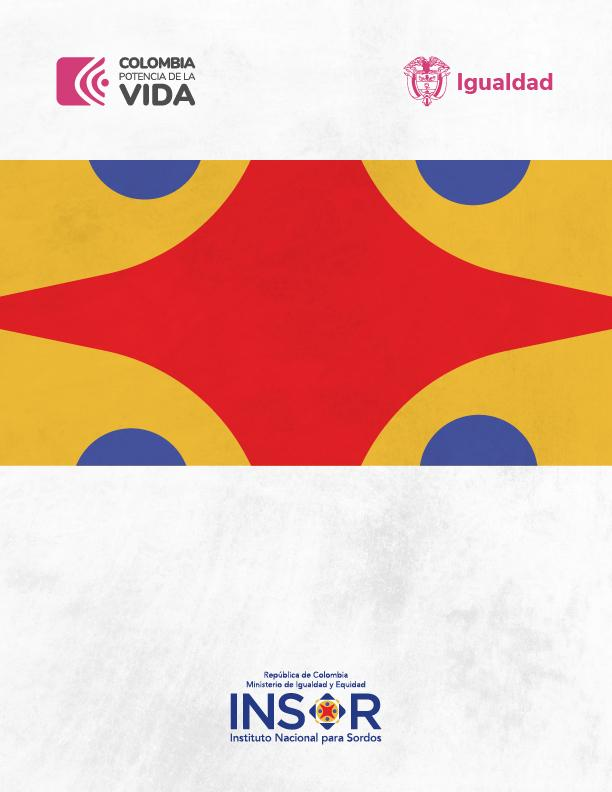 COLOMBIA
POTENCIA DE LA
VIDA
Igualdad
República de Colombia
Ministerio de Igualdad y Equidad
INSOR
Instituto Nacional para Sordos